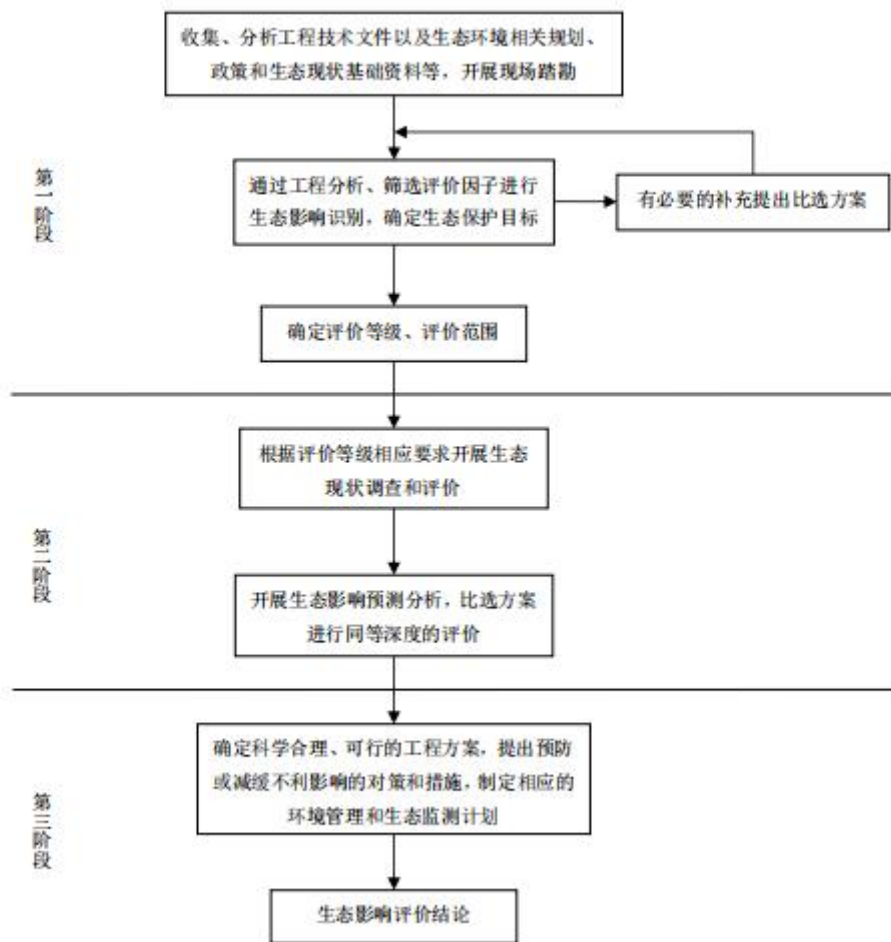 收集、分析工程技术文件以及生态环境相关规划、
政策和生态现状基础资料等，开展现场踏勘
第一阶段
通过工程分析、筛选评价因子进行
生态影响识别，确定生态保护目标
有必要的补充提出比选方案
确定评价等级、评价范围
根据评价等级相应要求开展生态
现状调查和评价
第二阶段
开展生态影响预测分析，比选方案
进行同等深度的评价
确定科学合理、可行的工程方案，提出预防
或减缓不利影响的对策和措施，制定相应的
环境管理和生态监测计划
第三阶段
生态影响评价结论